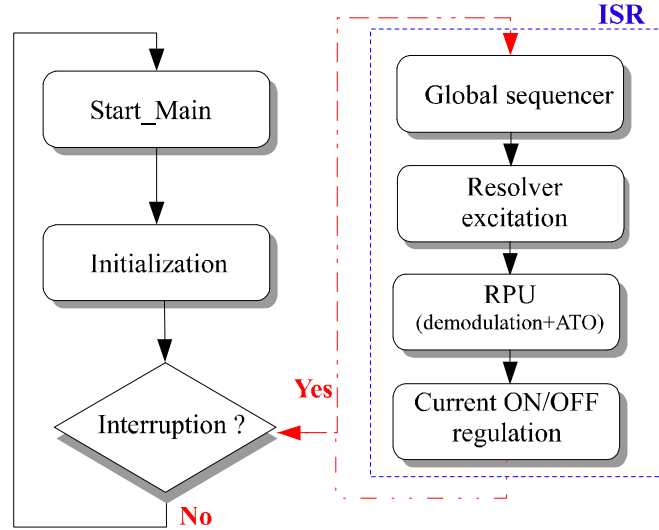 ISR
Start_Main
Initialization
Interruption ?
Yes
No
Global sequencer
Resolver
excitation
RPU
(demodulation+ATO)
Current ON/OFF
regulation